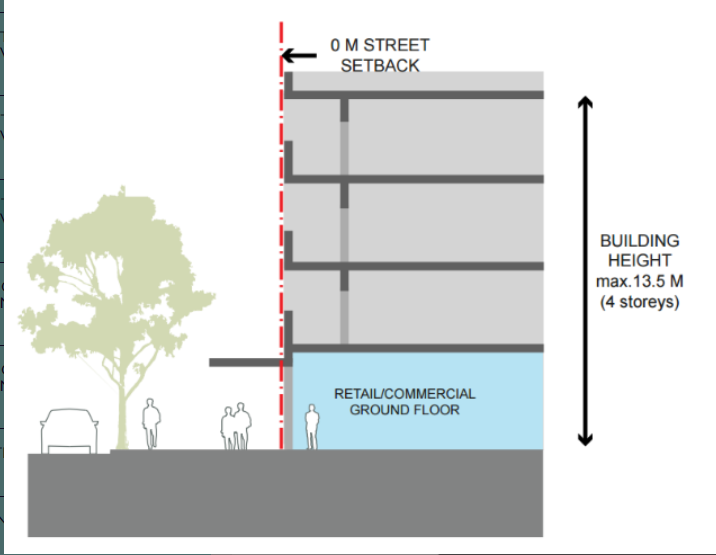 0 M STREET
SETBACK
BUILDING
HEIGHT
max.13.5 M
(4 storeys)
RETAIL/COMMERCIAL
GROUND FLOOR